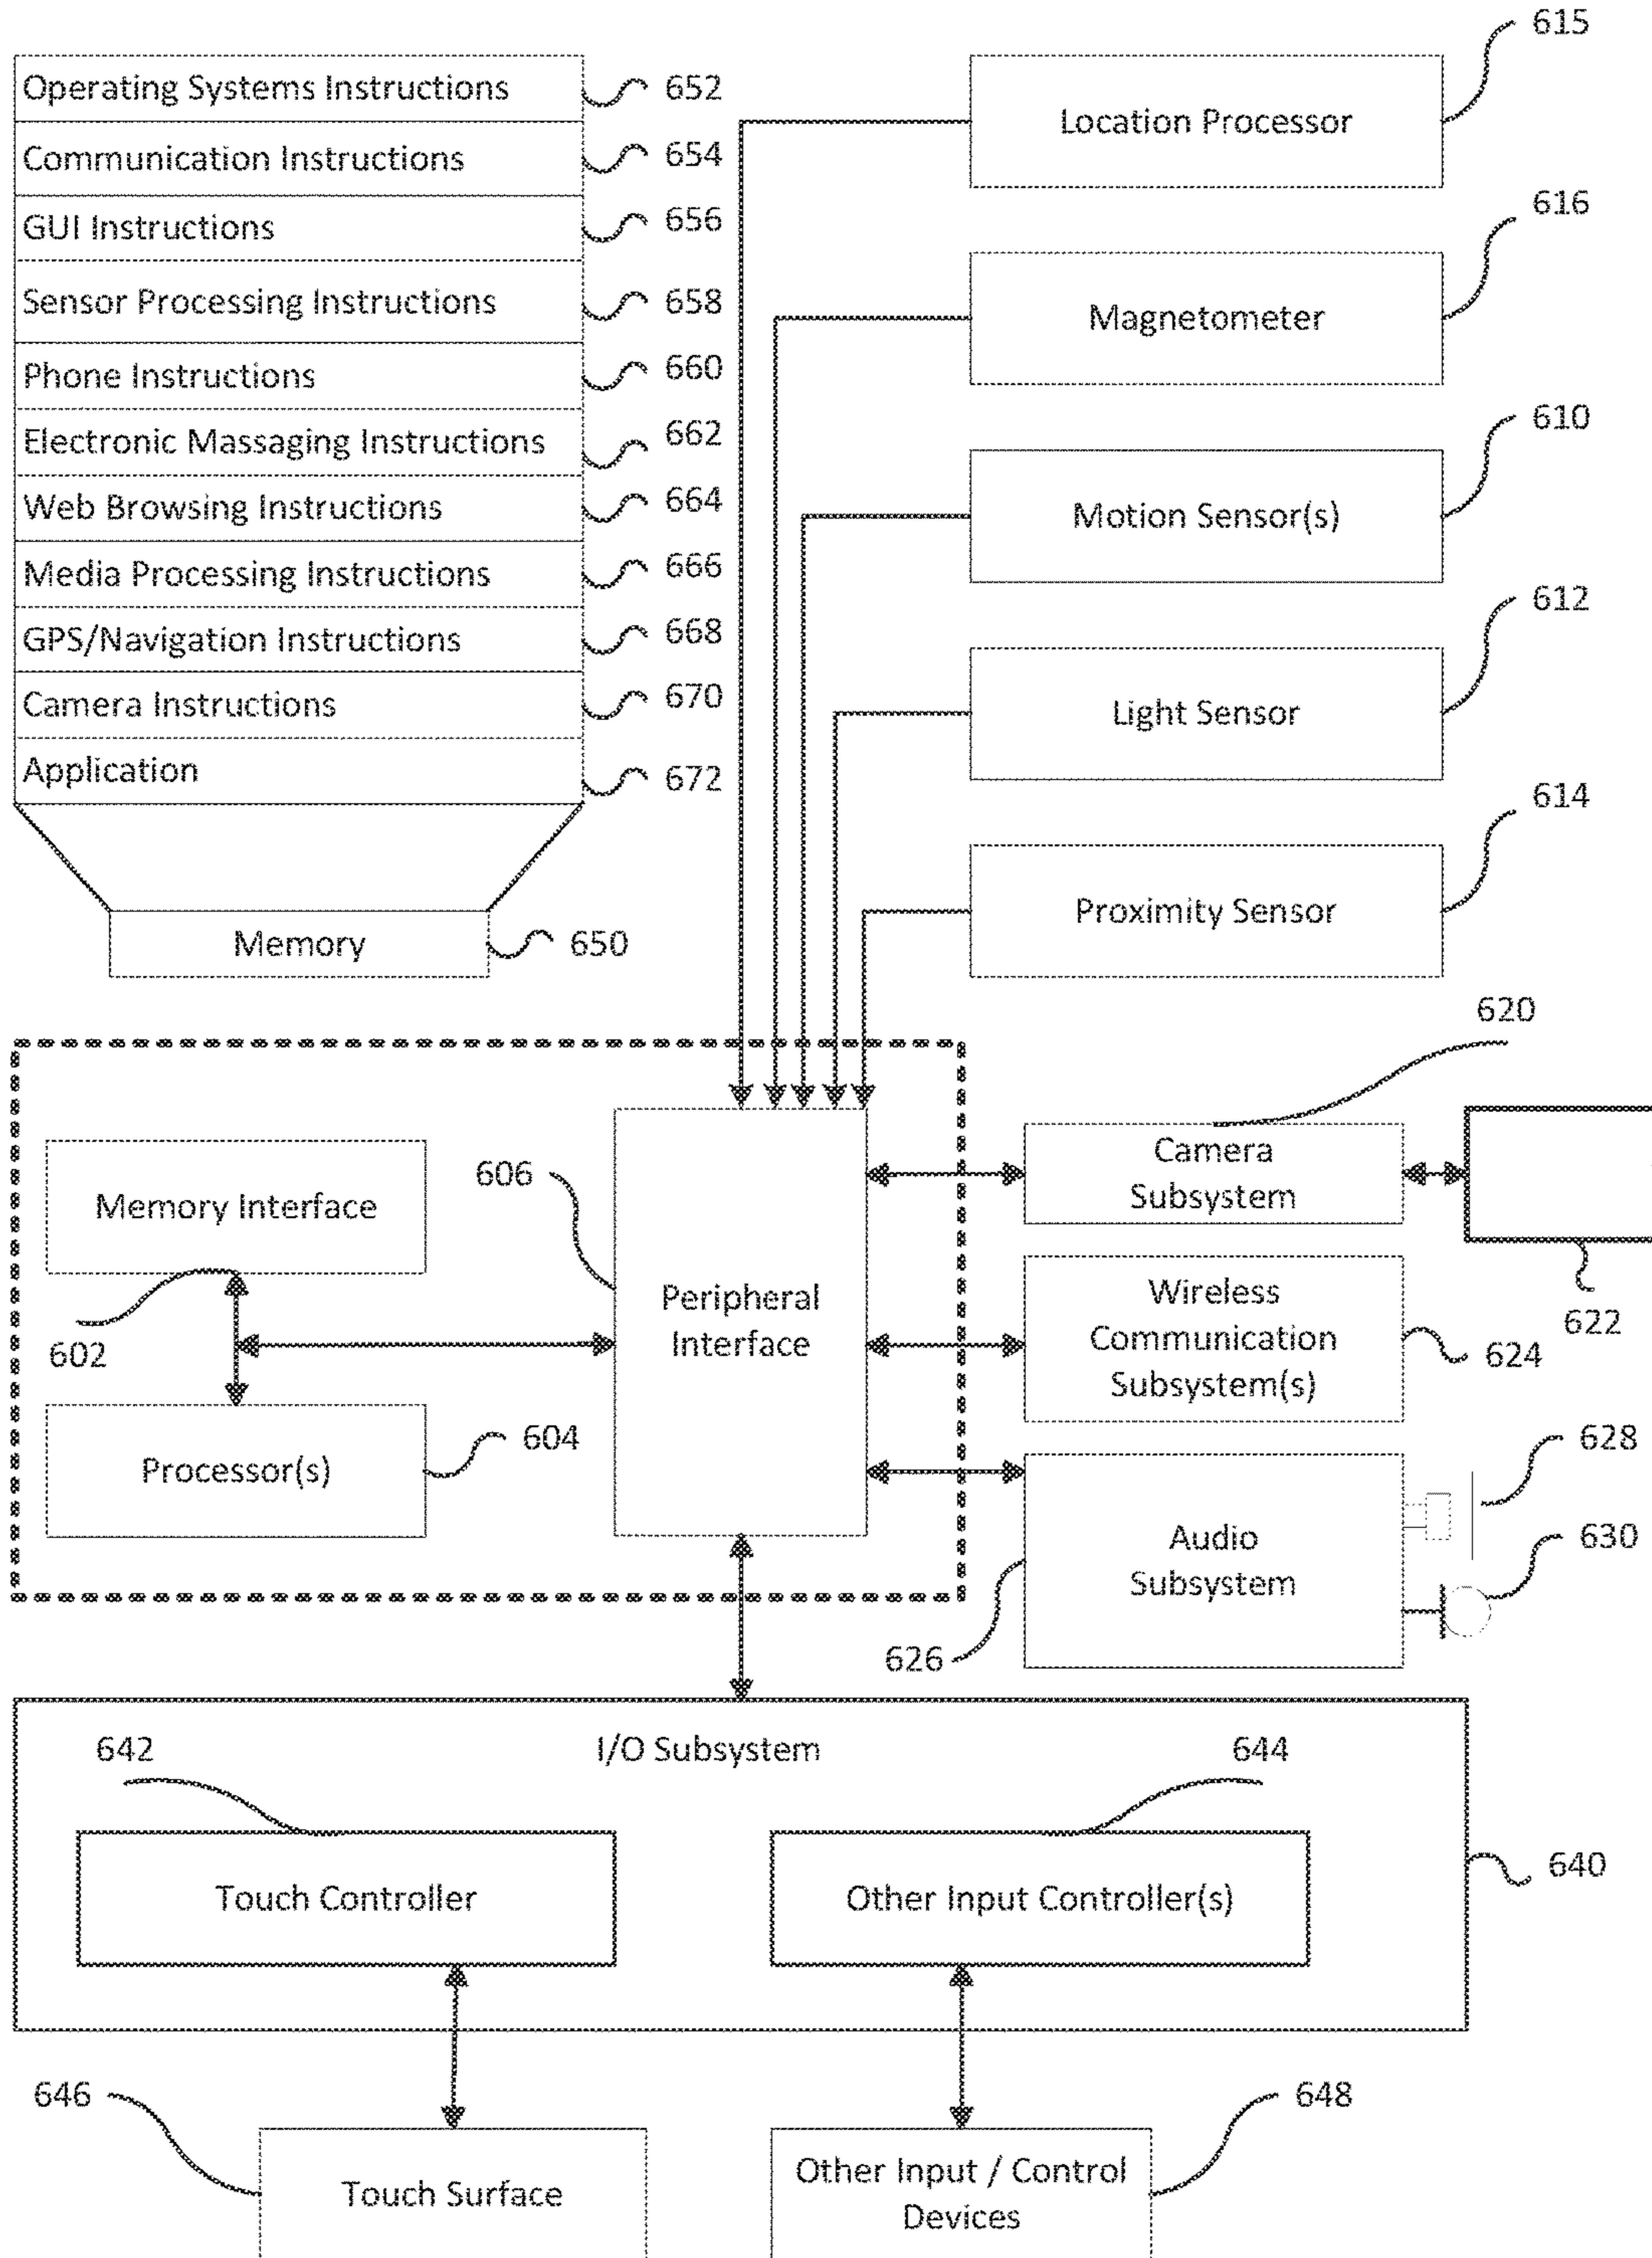 Operating Systems Instructions 652
Communication Instructions 654
GUI Instructions 656
Sensor Processing Instructions 658
Phone Instructions 660
Electronic Massaging Instructions 662
Web Browsing Instructions 664
Media Processing Instructions 666
GPS/Navigation Instructions 668
Camera Instructions 670
Application 672
Memory 650
615
Location Processor
616
Magnetometer
610
Motion Sensor(s)
612
Light Sensor
614
Proximity Sensor
620
Memory Interface
602
Processor(s)
604
606
Peripheral
Interface
Camera
Subsystem
622
Wireless
Communication
Subsystem(s)
624
Audio
Subsystem
626
628
630
I/O Subsystem
642
644
Touch Controller
Other Input Controller(s)
640
646
Touch Surface
648
Other Input / Control
Devices